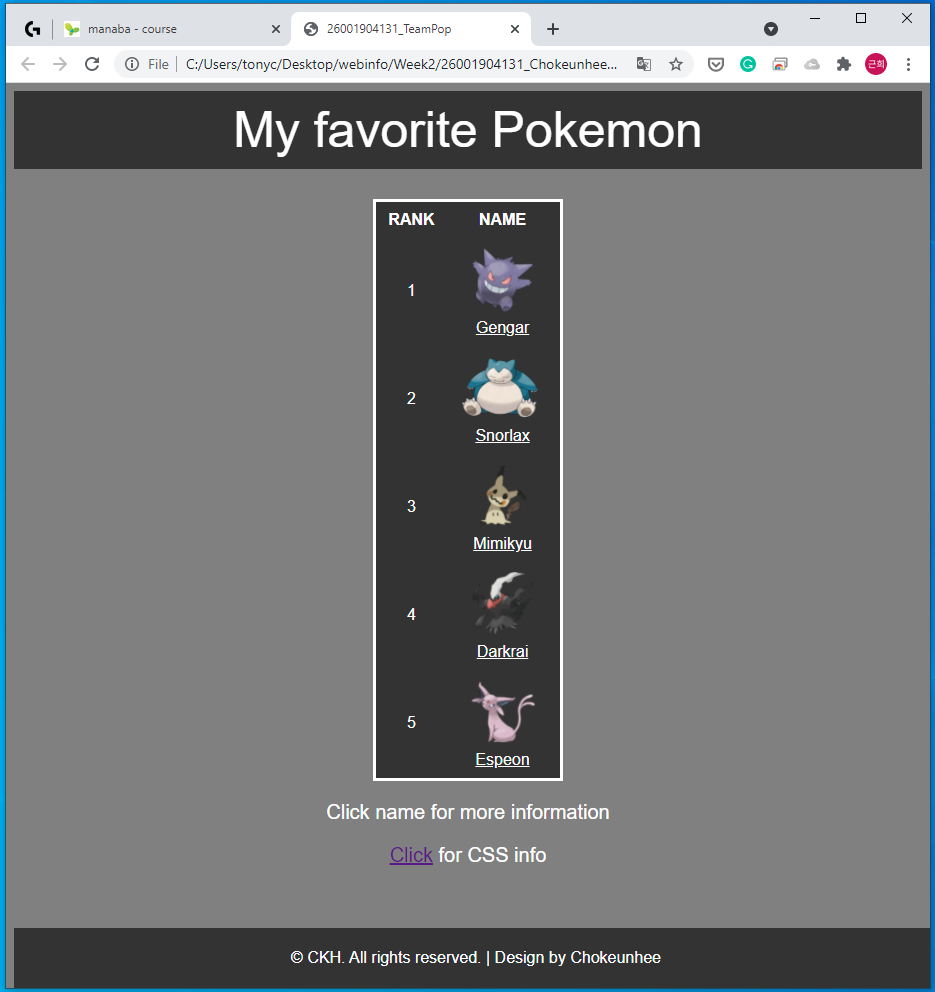 manaba - course
26001904131_TeamPop
File
C:/Users/tonyc/Desktop/webinfo/Week2/26001904131_Chokeunhee...
근희
My favorite Pokemon
RANK NAME
1
Gengar
2
Snorlax
3
Mimikyu
4
Darkrai
5
Espeon
Click name for more information
Click for CSS info
© CKH. All rights reserved. | Design by Chokeunhee